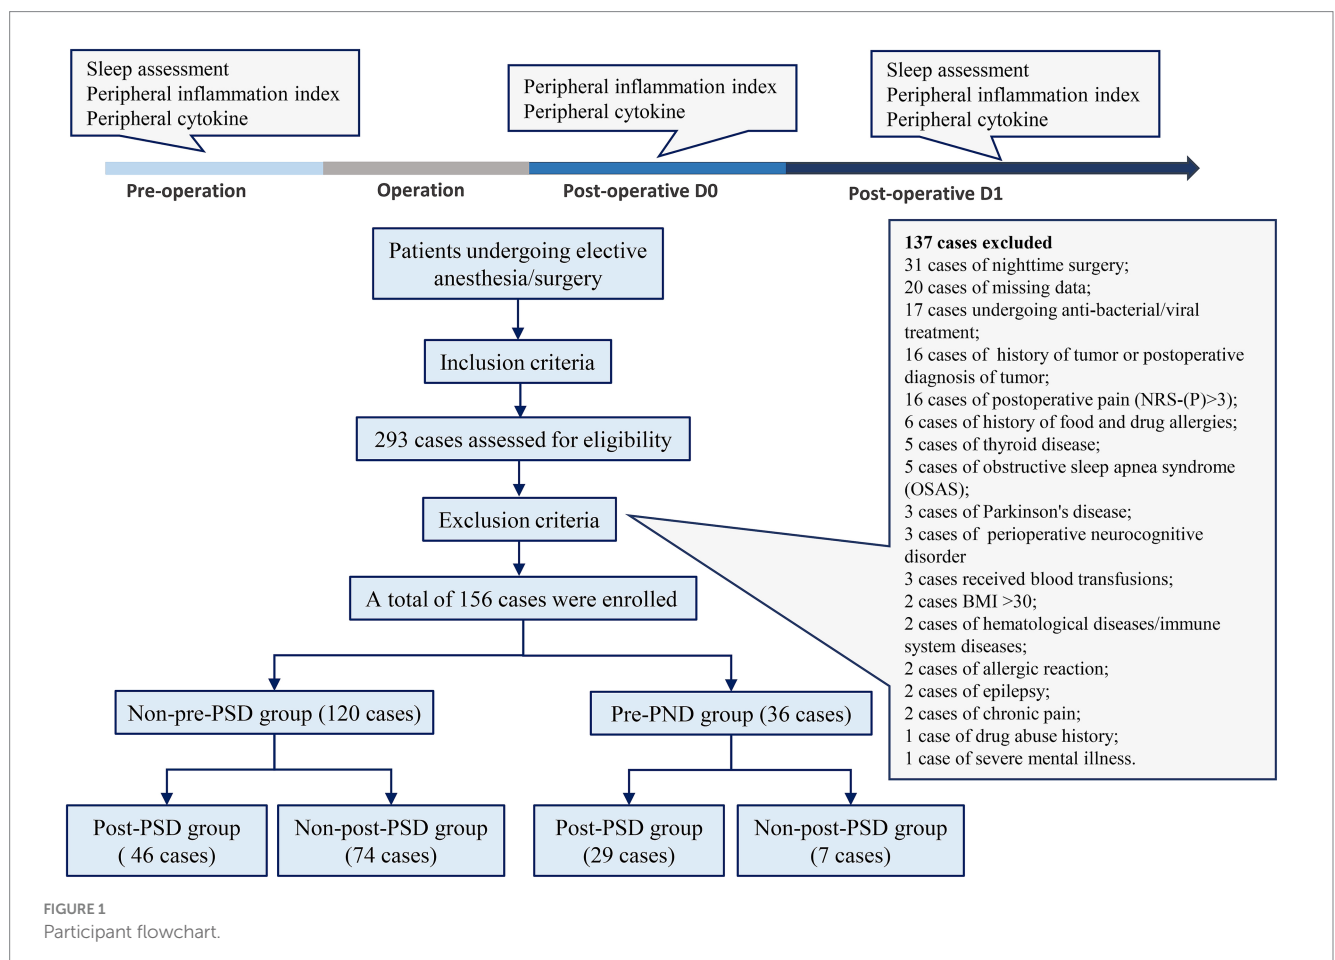 Sleep assessment
Peripheral inflammation index
Peripheral cytokine
Peripheral inflammation index
Peripheral cytokine
Sleep assessment
Peripheral inflammation index
Peripheral cytokine
Pre-operation
Operation
Post-operative D0
Post-operative D1
Patients undergoing elective
anesthesia/surgery
Inclusion criteria
293 cases assessed for eligibility
Exclusion criteria
A total of 156 cases were enrolled
137 cases excluded
31 cases of nighttime surgery;
20 cases of missing data;
17 cases undergoing anti-bacterial/viral
treatment;
16 cases of  history of tumor or postoperative
diagnosis of tumor;
16 cases of postoperative pain (NRS-(P)>3);
6 cases of history of food and drug allergies;
5 cases of thyroid disease;
5 cases of obstructive sleep apnea syndrome
(OSAS);
3 cases of Parkinson's disease;
3 cases of  perioperative neurocognitive
disorder
3 cases received blood transfusions;
2 cases BMI >30;
2 cases of hematological diseases/immune
system diseases;
2 cases of allergic reaction;
2 cases of epilepsy;
2 cases of chronic pain;
1 case of drug abuse history;
1 case of severe mental illness.
Non-pre-PSD group (120 cases)
Pre-PND group (36 cases)
Post-PSD group
( 46 cases)
Non-post-PSD group
(74 cases)
Post-PSD group
(29 cases)
Non-post-PSD group
(7 cases)
FIGURE 1
Participant flowchart.